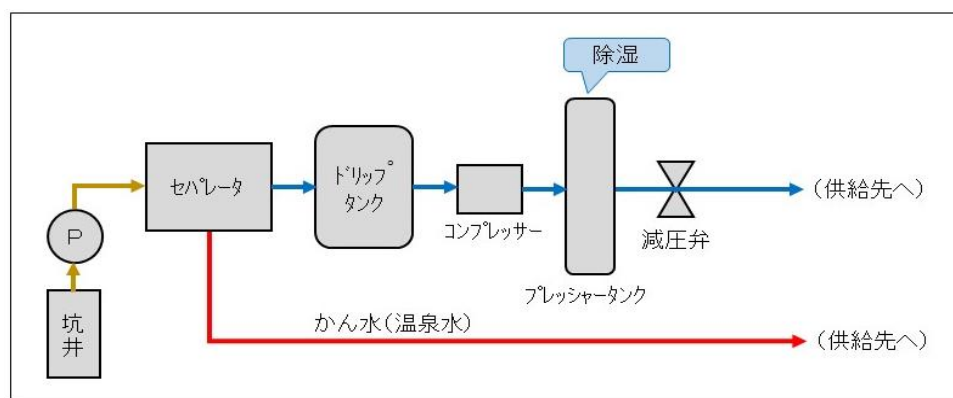 除湿
セパレータ
ドリップ
タンク
コンプレッサー
プレッシャータンク
減圧弁
(供給先へ)
P
坑
井
かん水(温泉水)
(供給先へ)